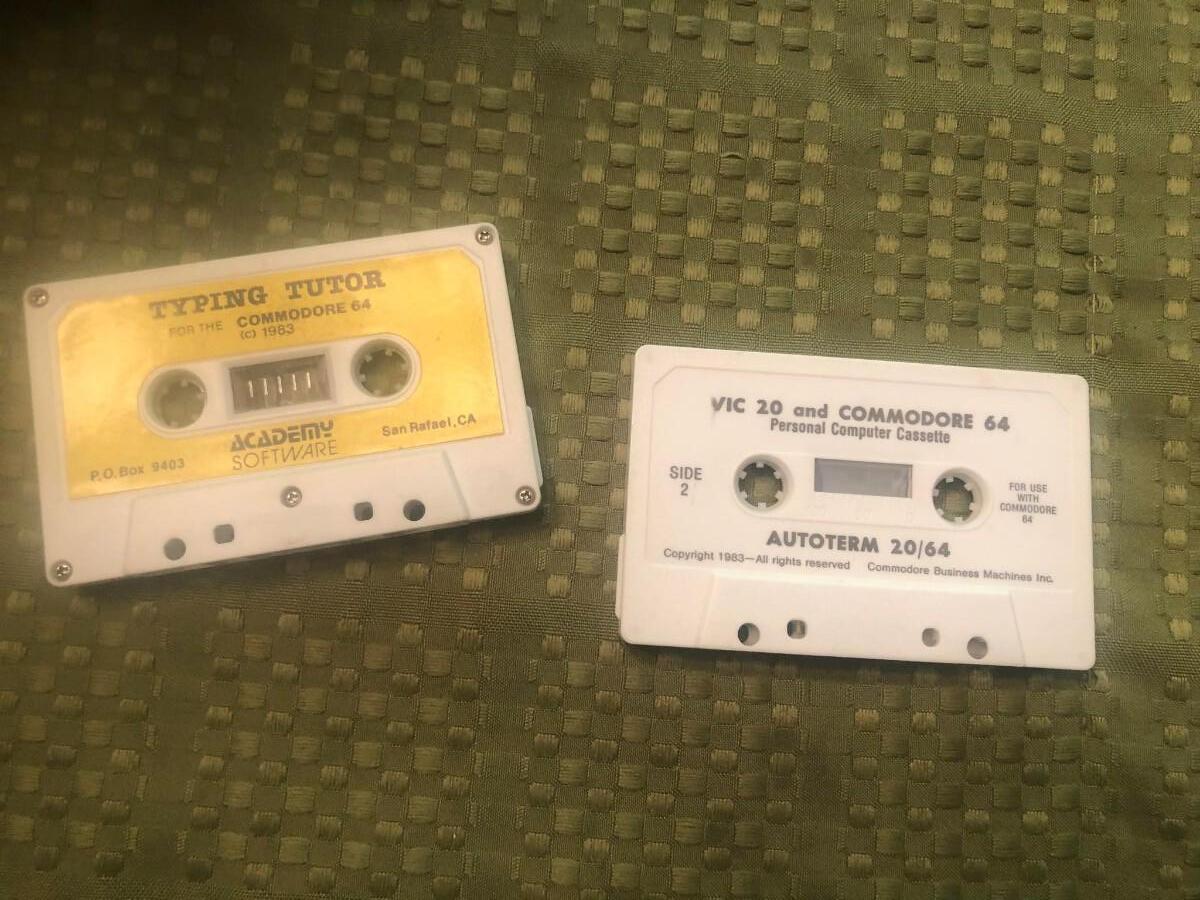 TYPING TUTOR
FOR THE COMMODORE 64
(c) 1983
ACADEMY
SOFTWARE
P.O. Box 9403
San Rafael, CA
VIC 20 and COMMODORE 64
Personal Computer Cassette
SIDE
2
FOR USE
WITH
COMMODORE
64
AUTOTERM 20/64
Copyright 1983—All rights reserved Commodore Business Machines Inc.